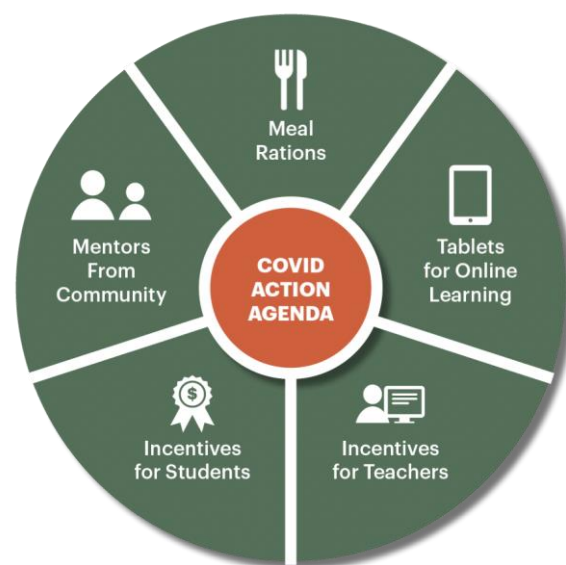 Meal
Rations
Tablets
for Online
Learning
Incentives
for Teachers
Incentives
for Students
Mentors
From
Community
COVID
ACTION
AGENDA
$